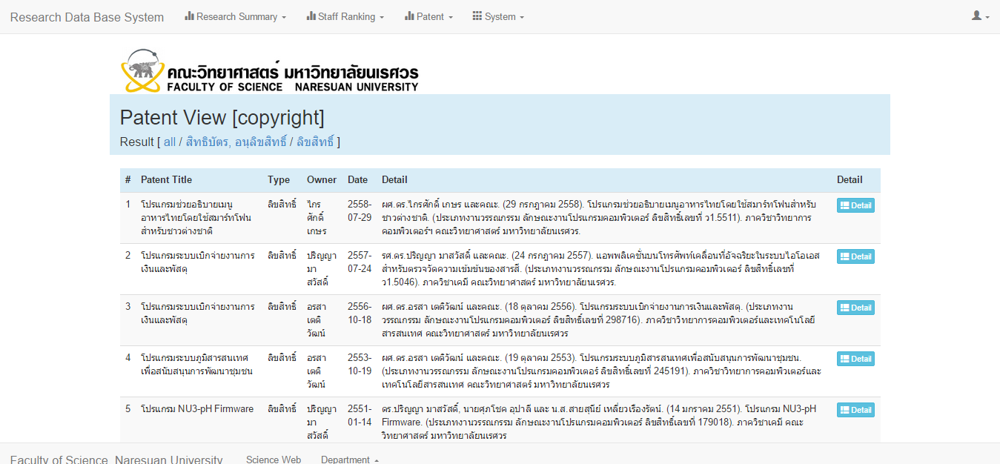 Research Data Base System Research Summary Staff Ranking Patent System
คณะวิทยาศาสตร์ มหาวิทยาลัยนเรศวร
FACULTY OF SCIENCE NARESUAN UNIVERSITY
Patent View [copyright]
Result [ all / สิทธิบัตร, อนุลิขสิทธิ์ / ลิขสิทธิ์ ]
# Patent Title Type Owner Date Detail Detail
1 โปรแกรมช่วยอธิบายเมนู ลิขสิทธิ์ ไกร 2558- ผศ.ดร.ไกรศักดิ์ เกษร และคณะ. (29 กรกฎาคม 2558). โปรแกรมช่วยอธิบายเมนูอาหารไทยโดยใช้สมาร์ทโฟนสำหรับ Detail
อาหารไทยโดยใช้สมาร์ทโฟน ศักดิ์ 07-29 ชาวต่างชาติ. (ประเภทงานวรรณกรรม ลักษณะงานโปรแกรมคอมพิวเตอร์ ลิขสิทธิ์เลขที่ ว1.5511). ภาควิชาวิทยาการ
สำหรับชาวต่างชาติ เกษร คอมพิวเตอร์ฯ คณะวิทยาศาสตร์ มหาวิทยาลัยนเรศวร.
2 โปรแกรมระบบเบิกจ่ายงานการ ลิขสิทธิ์ ปริญญา 2557- รศ.ดร.ปริญญา มาสวัสดิ์ และคณะ. (24 กรกฎาคม 2557). แอพพลิเคชั่นบนโทรศัพท์เคลื่อนที่อัจฉริยะในระบบไอโอเอส Detail
เงินและพัสดุ มา 07-24 สำหรับตรวจวัดความเข้มข้นของสารสี. (ประเภทงานวรรณกรรม ลักษณะงานโปรแกรมคอมพิวเตอร์ ลิขสิทธิ์เลขที่
สวัสดิ์ ว1.5046). ภาควิชาเคมี คณะวิทยาศาสตร์ มหาวิทยาลัยนเรศวร.
3 โปรแกรมระบบเบิกจ่ายงานการ ลิขสิทธิ์ อรสา 2556- ผศ.ดร.อรสา เตติวัฒน์ และคณะ. (18 ตุลาคม 2556). โปรแกรมระบบเบิกจ่ายงานการเงินและพัสดุ. (ประเภทงาน Detail
เงินและพัสดุ เตติ 10-18 วรรณกรรม ลักษณะงานโปรแกรมคอมพิวเตอร์ ลิขสิทธิ์เลขที่ 298716). ภาควิชาวิทยาการคอมพิวเตอร์และเทคโนโลยี
วัฒน์ สารสนเทศ คณะวิทยาศาสตร์ มหาวิทยาลัยนเรศวร
4 โปรแกรมระบบภูมิสารสนเทศ ลิขสิทธิ์ อรสา 2553- ผศ.ดร.อรสา เตติวัฒน์ และคณะ. (19 ตุลาคม 2553). โปรแกรมระบบภูมิสารสนเทศเพื่อสนับสนุนการพัฒนาชุมชน. Detail
เพื่อสนับสนุนการพัฒนาชุมชน เตติ 10-19 (ประเภทงานวรรณกรรม ลักษณะงานโปรแกรมคอมพิวเตอร์ ลิขสิทธิ์เลขที่ 245191). ภาควิชาวิทยาการคอมพิวเตอร์และ
วัฒน์ เทคโนโลยีสารสนเทศ คณะวิทยาศาสตร์ มหาวิทยาลัยนเรศวร
5 โปรแกรม NU3-pH Firmware ลิขสิทธิ์ ปริญญา 2551- ดร.ปริญญา มาสวัสดิ์, นายศุภโชค อุปาลี และ น.ส.สายสุนีย์ เหลี่ยวเรืองรัตน์. (14 มกราคม 2551). โปรแกรม NU3-pH Detail
มา 01-14 Firmware. (ประเภทงานวรรณกรรม ลักษณะงานโปรแกรมคอมพิวเตอร์ ลิขสิทธิ์เลขที่ 179018). ภาควิชาเคมี คณะ
สวัสดิ์ วิทยาศาสตร์ มหาวิทยาลัยนเรศวร
Faculty of Science Naresuan University Science Web Department